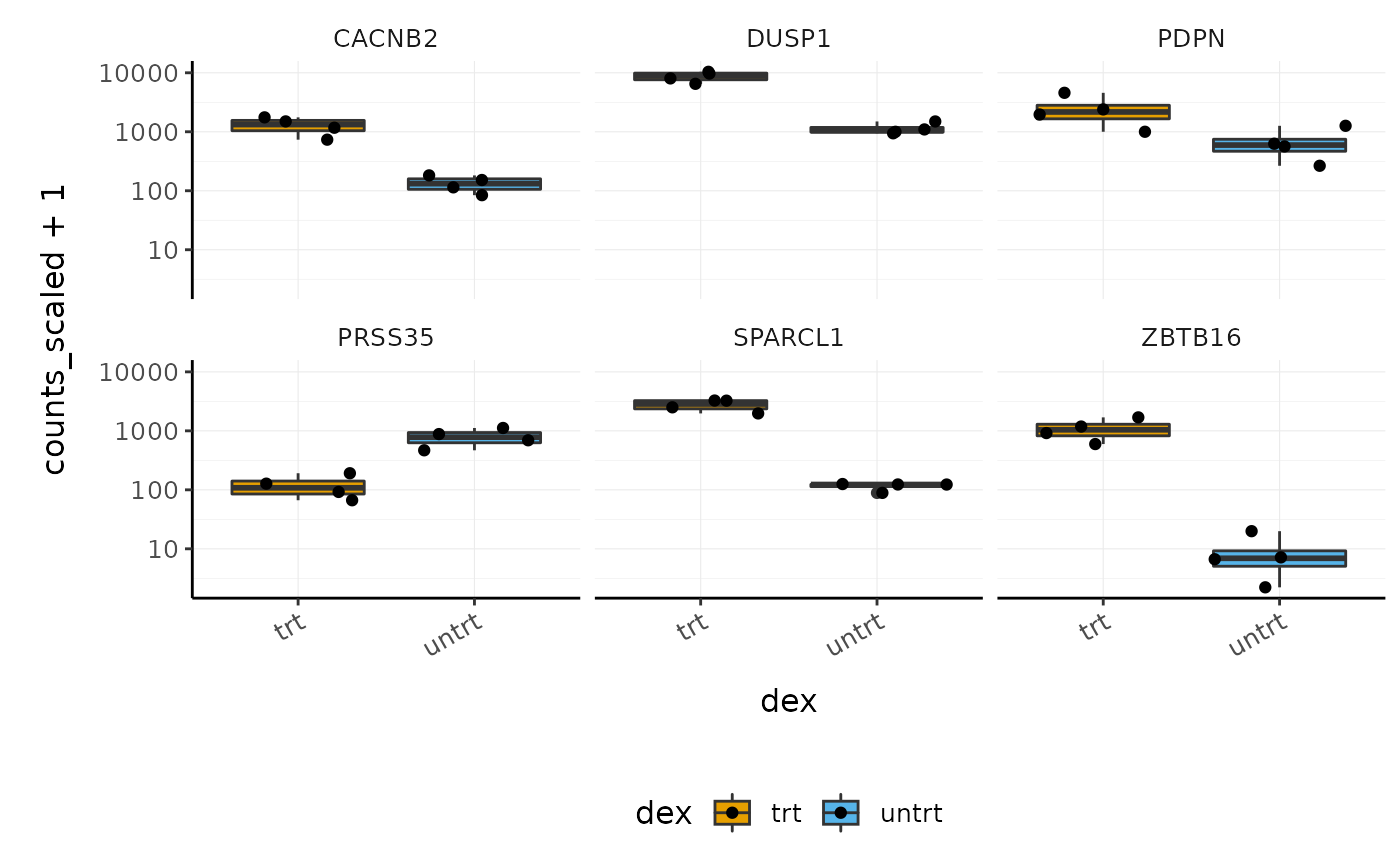 CACNB2 DUSP1 PDPN
10000
1000
100
10
PRSS35 SPARCL1 ZBTB16
10000
1000
100
10
counts_scaled + 1
trt untrt trt untrt trt untrt
dex
dex trt untrt